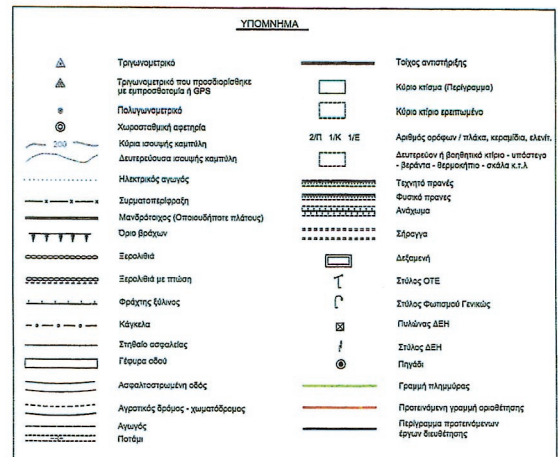 ΥΠΟΜΝΗΜΑ
Τριγωνομετρικό
Τριγωνομετρικό που προσδιορίσθηκε
με εμπροσθοτομία ή GPS
Πολυγωνομετρικό
Χωροσταθμική αφετηρία
200
Κύρια ισουψής καμπύλη
Δευτερεύουσα ισουψής καμπύλη
Ηλεκτρικός αγωγός
Συρματοπερίφραξη
Μανδρότοιχος (Οποιουδήποτε πλάτους)
Όριο βράχων
Ξερολιθιά
Ξερολιθιά με πτώση
Φράχτης ξύλινος
Κάγκελα
Στηθαίο ασφαλείας
Γέφυρα οδού
Ασφαλτοστρωμένη οδός
Αγροτικός δρόμος - χωματόδρομος
Αγωγός
Ποτάμι
Τοίχος αντιστήριξης
Κύριο κτίσμα (Περίγραμμα)
Κύριο κτίριο ερειπωμένο
2/Π 1/Κ 1/Ε Αριθμός ορόφων / πλάκα, κεραμίδια, ελενίτ.
Δευτερεύον ή βοηθητικό κτίριο - υπόστεγο
- βεράντα - θερμοκήπιο - σκάλα κ.τ.λ
Τεχνητό πρανές
Φυσικό πρανες
Ανάχωμα
Σήραγγα
Δεξαμενή
Στύλος ΟΤΕ
Στύλος Φωτισμού Γενικώς
Πυλώνας ΔΕΗ
Στύλος ΔΕΗ
Πηγάδι
Γραμμή πλημμύρας
Προτεινόμενη γραμμή οριοθέτησης
Περίγραμμα προτεινόμενων
έργων διευθέτησης